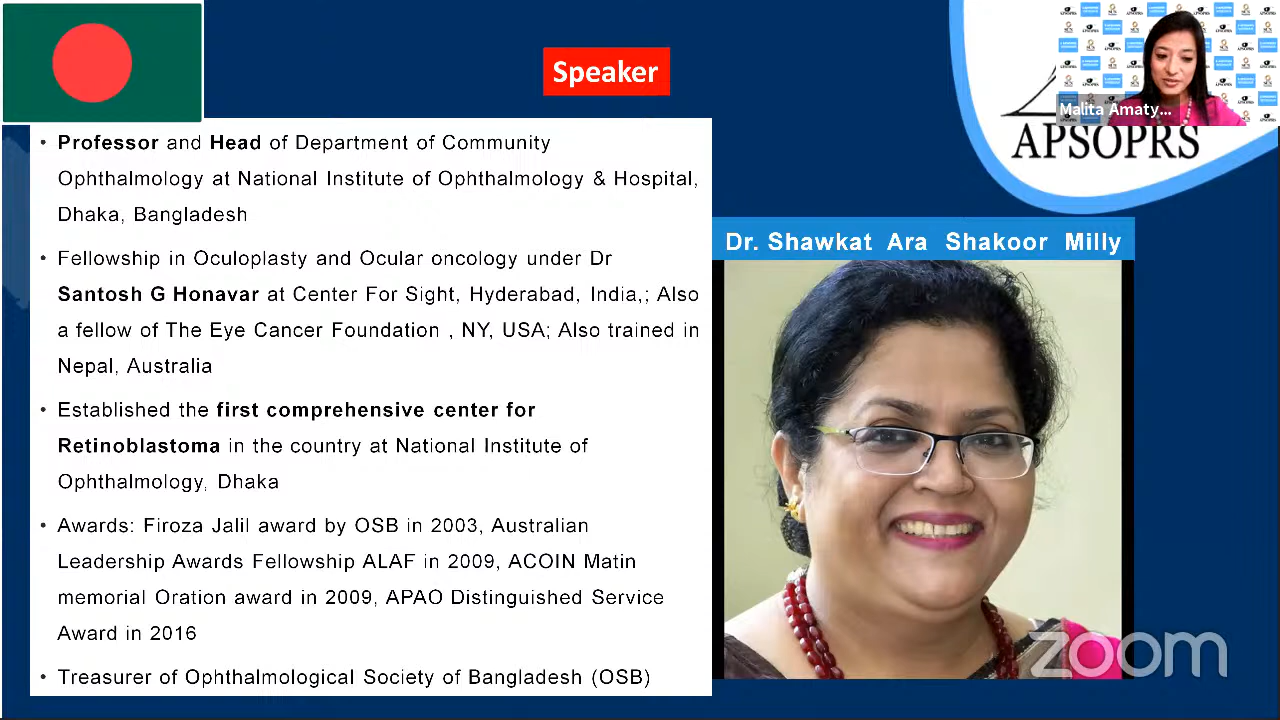 Speaker
Malita Amaty...
APSOPRS
• Professor and Head of Department of Community
Ophthalmology at National Institute of Ophthalmology & Hospital,
Dhaka, Bangladesh
• Fellowship in Oculoplasty and Ocular oncology under Dr
Santosh G Honavar at Center For Sight, Hyderabad, India,; Also
a fellow of The Eye Cancer Foundation , NY, USA; Also trained in
Nepal, Australia
• Established the first comprehensive center for
Retinoblastoma in the country at National Institute of
Ophthalmology, Dhaka
• Awards: Firoza Jalil award by OSB in 2003, Australian
Leadership Awards Fellowship ALAF in 2009, ACOIN Matin
memorial Oration award in 2009, APAO Distinguished Service
Award in 2016
• Treasurer of Ophthalmological Society of Bangladesh (OSB)
Dr. Shawkat Ara Shakoor Milly
zoom